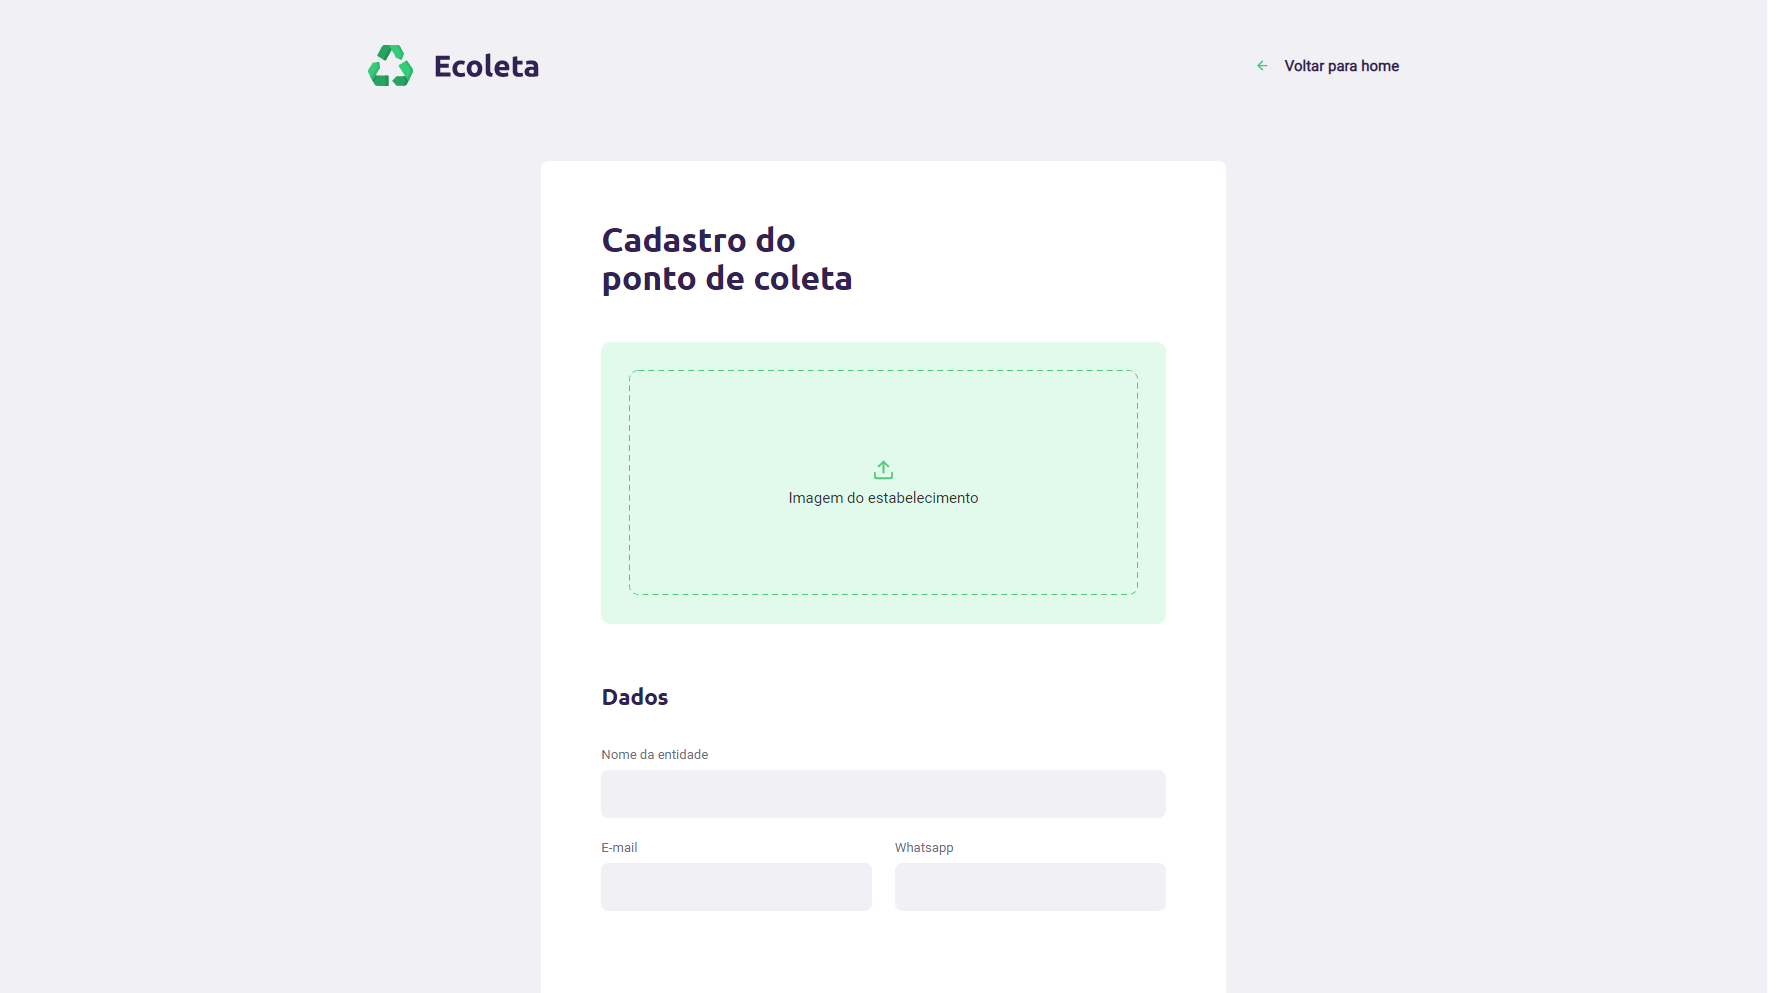 Ecoleta
Voltar para home
Cadastro do
ponto de coleta
Imagem do estabelecimento
Dados
Nome da entidade
E-mail
Whatsapp